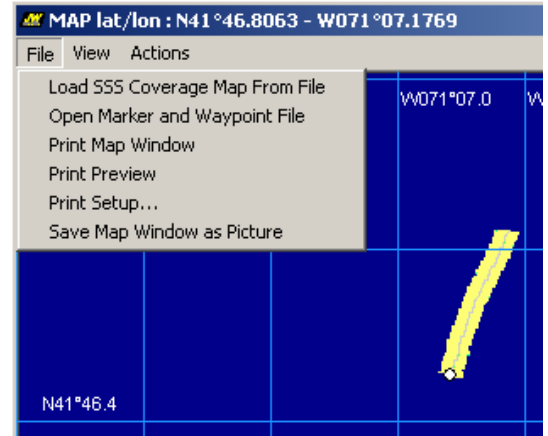 MAP lat/lon : N41°46.8063 - W071°07.1769
File View Actions
Load SSS Coverage Map From File
Open Marker and Waypoint File
Print Map Window
Print Preview
Print Setup...
Save Map Window as Picture
W071°07.0
N41°46.4